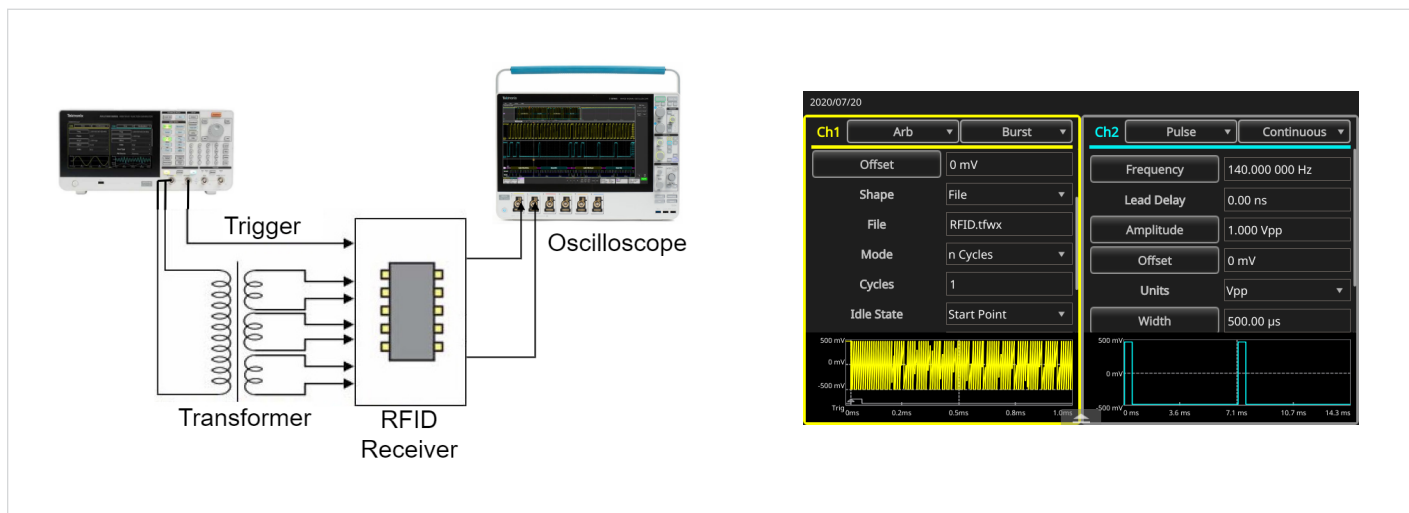 Tektronix
Tektronix
Trigger
Oscilloscope
Transformer
RFID
Receiver
2020/07/20
Ch1 Arb Burst
Offset 0 mV
Shape File
File RFID.tfwx
Mode n Cycles
Cycles 1
Idle State Start Point
500 mV
0 mV
-500 mV
Trig
0ms 0.2ms 0.5ms 0.8ms 1.0ms
Ch2 Pulse Continuous
Frequency 140.000 000 Hz
Lead Delay 0.00 ns
Amplitude 1.000 Vpp
Offset 0 mV
Units Vpp
Width 500.00 µs
500 mV
0 mV
-500 mV
0 ms 3.6 ms 7.1 ms 10.7 ms 14.3 ms